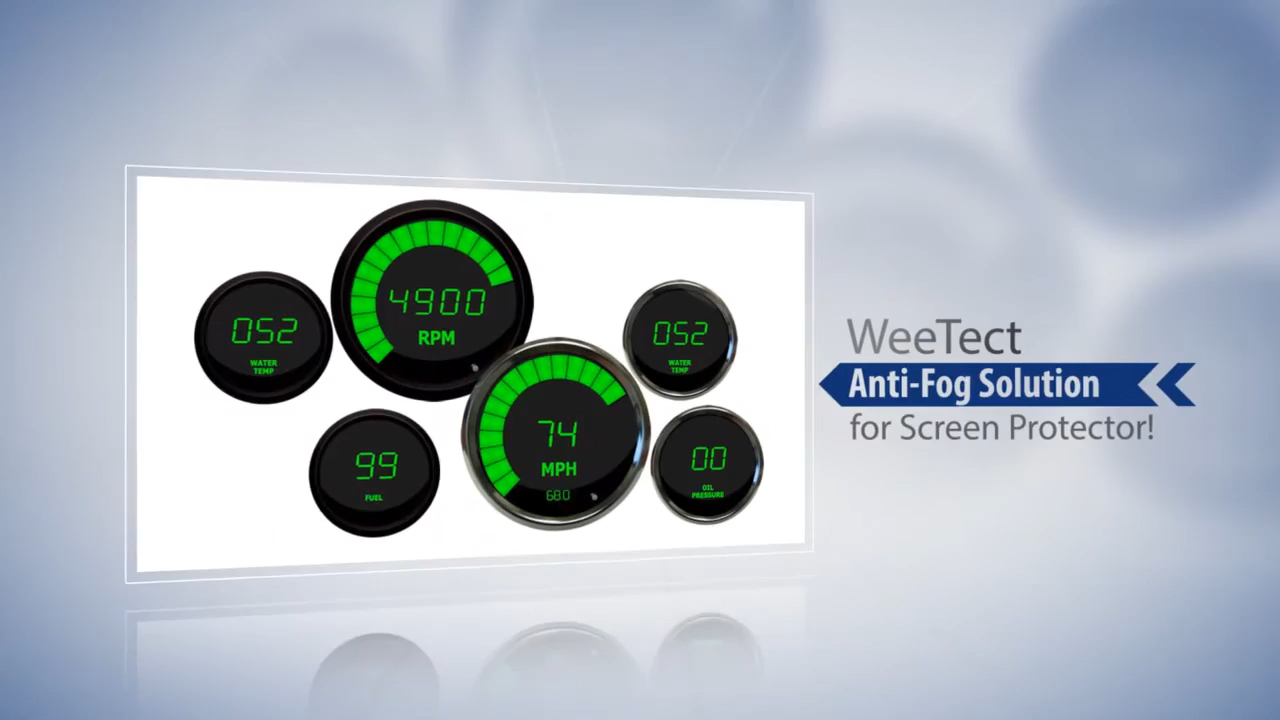 4900
RPM
052
WATER
TEMP
052
WATER
TEMP
74
MPH
680
99
FUEL
00
OIL
PRESSURE
WeeTect
Anti-Fog Solution
for Screen Protector!